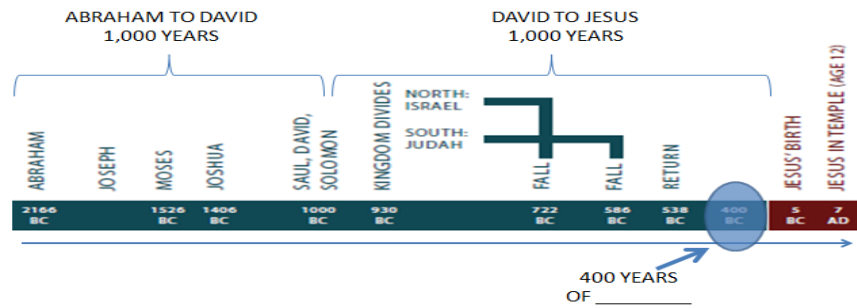 ABRAHAM TO DAVID
1,000 YEARS
DAVID TO JESUS
1,000 YEARS
ABRAHAM
JOSEPH
MOSES
JOSHUA
SAUL, DAVID,
SOLOMON
KINGDOM DIVIDES
NORTH:
ISRAEL
SOUTH:
JUDAH
FALL
FALL
RETURN
JESUS' BIRTH
JESUS IN TEMPLE (AGE 12)
2166
BC
1526
BC
1406
BC
1000
BC
930
BC
722
BC
586
BC
538
BC
400
BC
5
BC
7
AD
400 YEARS
OF __________